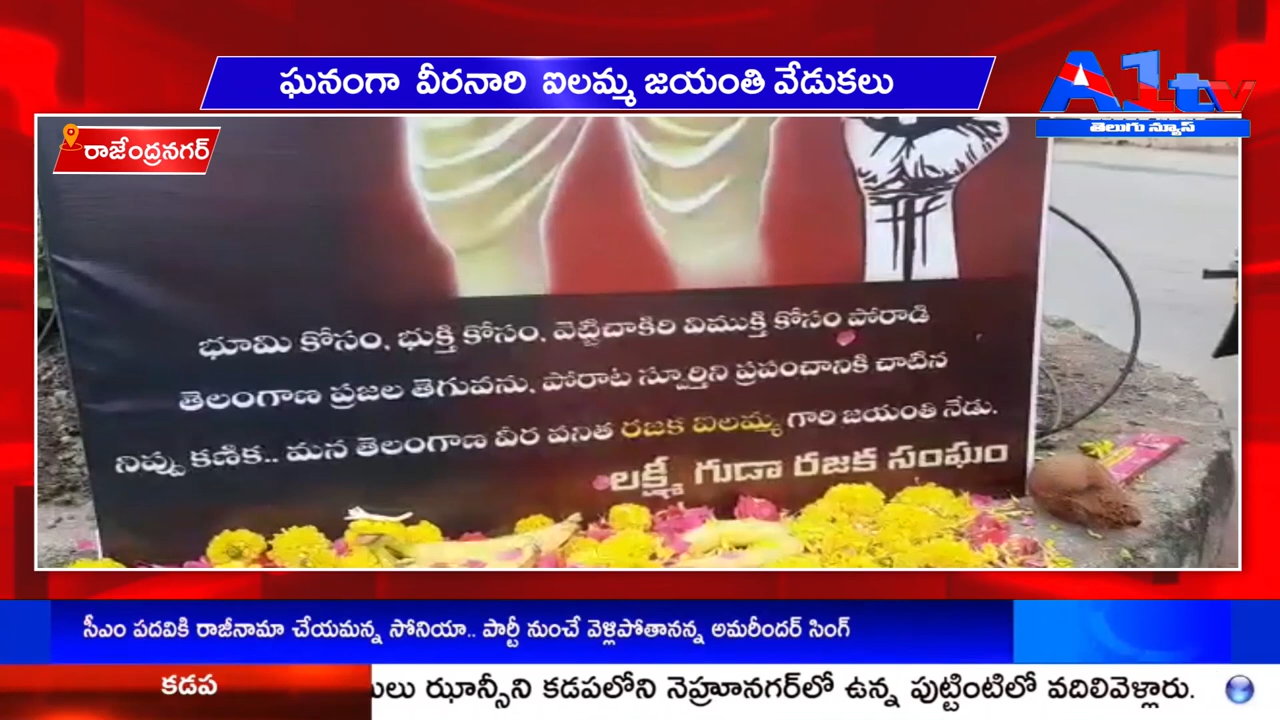 ఘనంగా వీరనారి ఐలమ్మ జయంతి వేడుకలు
A1tv
తెలుగు న్యూస్
రాజేంద్రనగర్
భూమి కోసం, భుక్తి కోసం, వెట్టిచాకిరి విముక్తి కోసం పోరాడి
తెలంగాణ ప్రజల తెగువను, పోరాట స్ఫూర్తిని ప్రపంచానికి చాటిన
నిప్పు కణిక.. మన తెలంగాణ వీర వనిత రజక ఐలమ్మ గారి జయంతి నేడు.
లక్ష్మీ గుడా రజక సంఘం
సీఎం పదవికి రాజీనామా చేయమన్న సోనియా.. పార్టీ నుంచే వెళ్లిపోతానన్న అమరీందర్ సింగ్
కడప
లు ఝాన్సీని కడపలోని నెహ్రూనగర్‌లో ఉన్న పుట్టింటిలో వదిలివెళ్లారు.